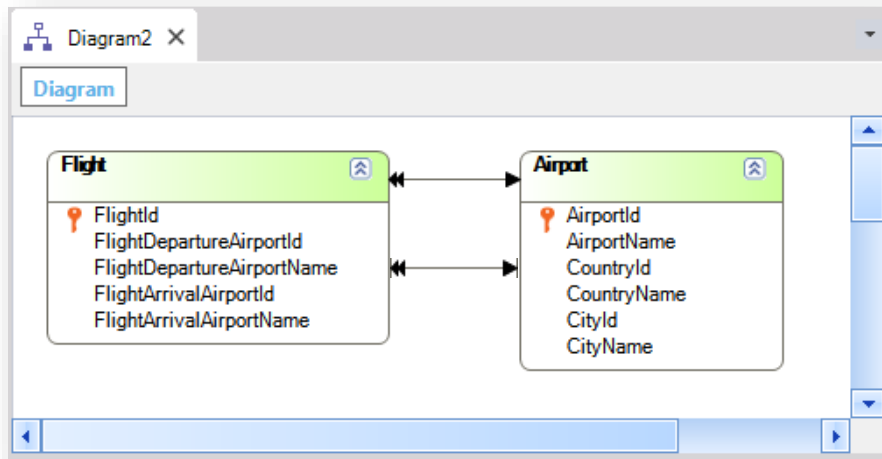 Diagram2
Diagram
Flight
FlightId
FlightDepartureAirportId
FlightDepartureAirportName
FlightArrivalAirportId
FlightArrivalAirportName
Airport
AirportId
AirportName
CountryId
CountryName
CityId
CityName